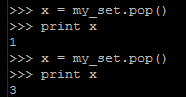 >>> x = my_set.pop()
>>> print x
1
>>> x = my_set.pop()
>>> print x
3